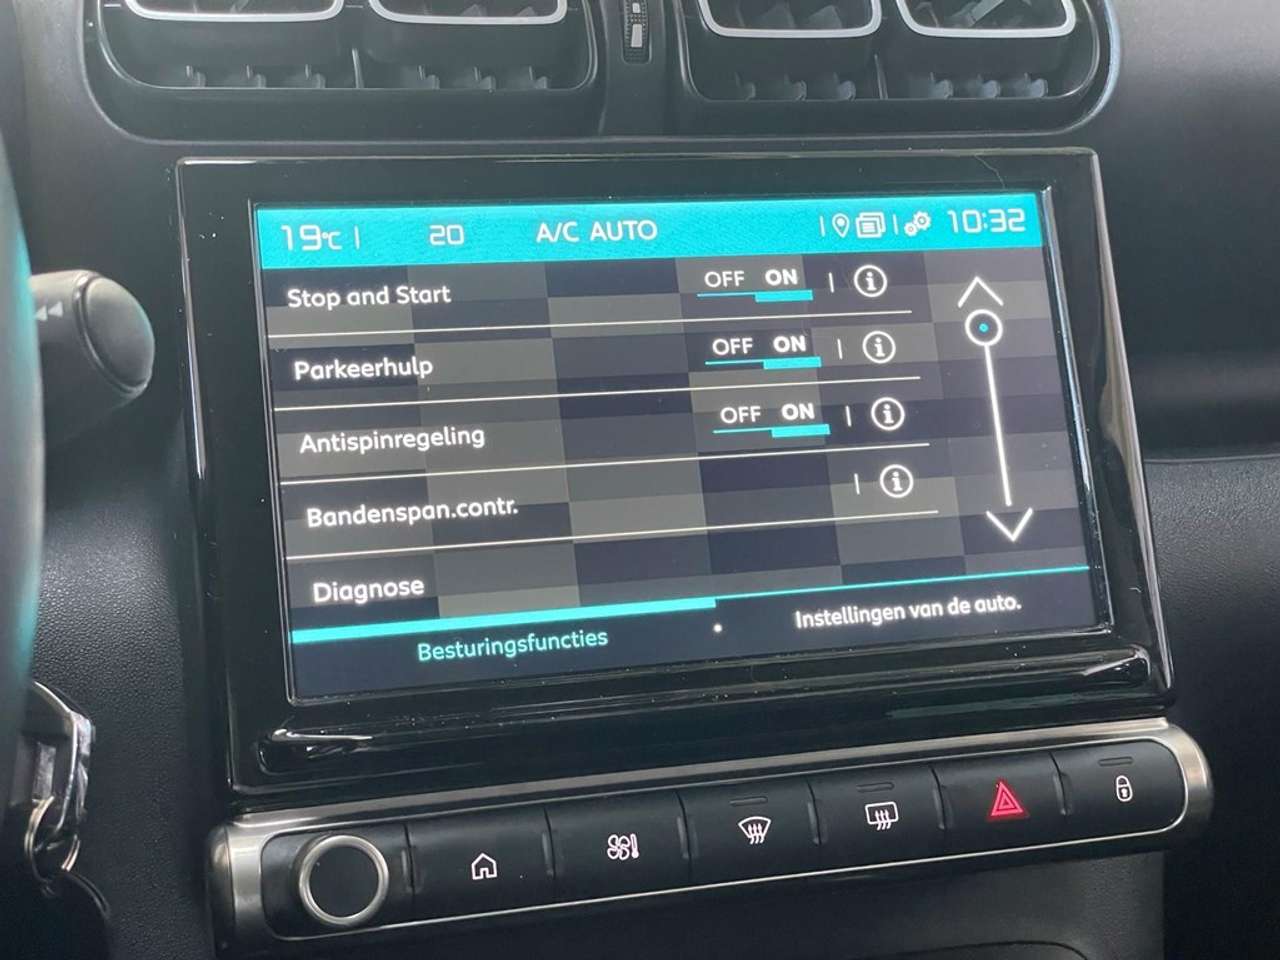 19°C 20 A/C AUTO 10:32
Stop and Start OFF ON
Parkeerhulp OFF ON
Antispinregeling OFF ON
Bandenspan.contr.
Diagnose
Besturingsfuncties Instellingen van de auto.